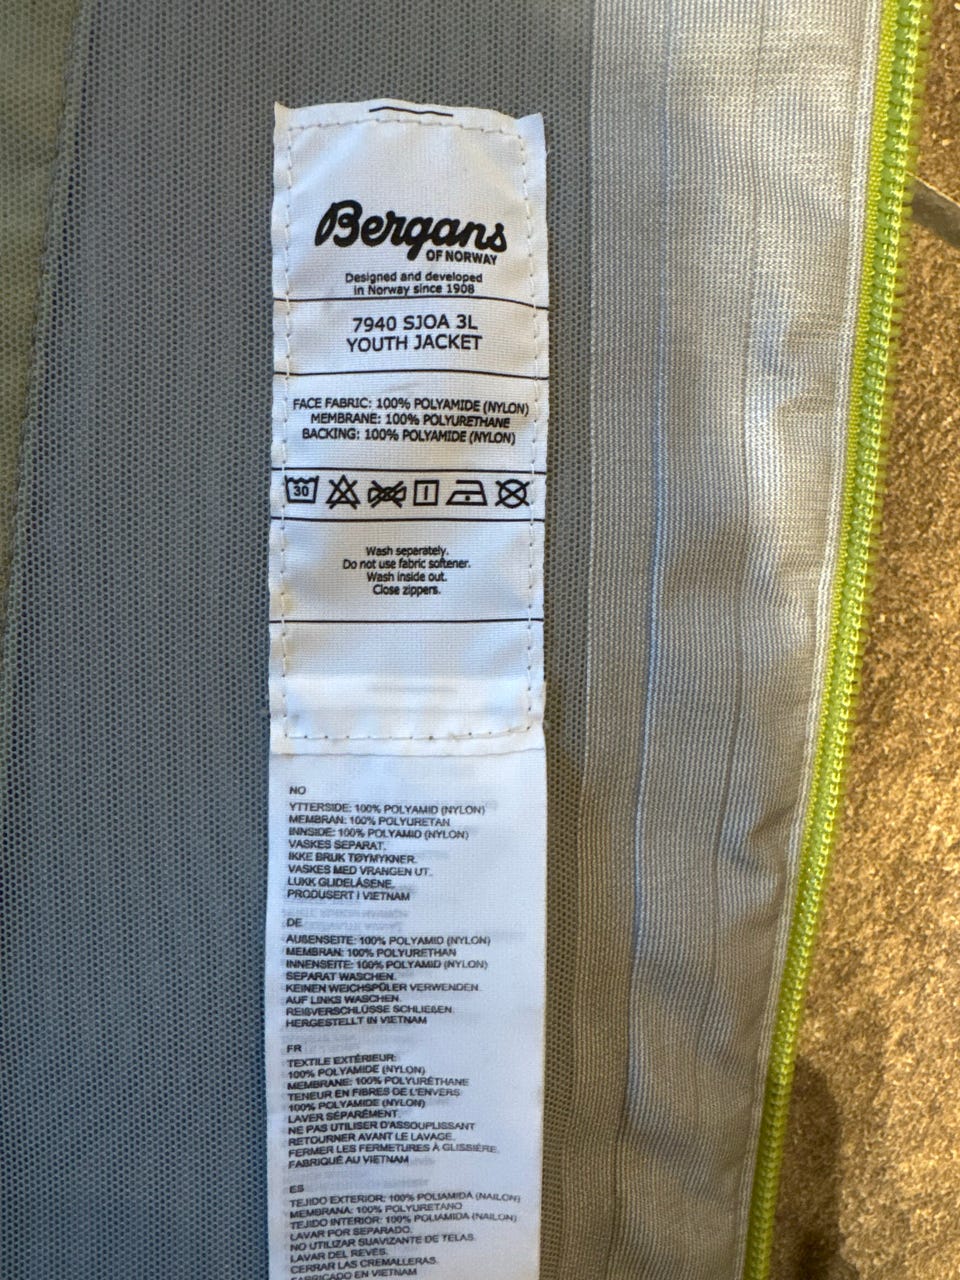 Bergans
OF NORWAY
Designed and developed
in Norway since 1908
7940 SJOA 3L
YOUTH JACKET
FACE FABRIC: 100% POLYAMIDE (NYLON)
MEMBRANE: 100% POLYURETHANE
BACKING: 100% POLYAMIDE (NYLON)
30
Wash separately.
Do not use fabric softener.
Wash inside out.
Close zippers.
NO
YTTERSIDE: 100% POLYAMID (NYLON)
MEMBRAN: 100% POLYURETAN
INNSIDE: 100% POLYAMID (NYLON)
VASKES SEPARAT.
IKKE BRUK TØYMYKNER.
VASKES MED VRANGEN UT.
LUKK GLIDELÅSENE.
PRODUSERT I VIETNAM
DE
AUßENSEITE: 100% POLYAMID (NYLON)
MEMBRAN: 100% POLYURETHAN
INNENSEITE: 100% POLYAMID (NYLON)
SEPARAT WASCHEN.
KEINEN WEICHSPÜLER VERWENDEN.
AUF LINKS WASCHEN.
REIßVERSCHLÜSSE SCHLIEßEN.
HERGESTELLT IN VIETNAM
FR
TEXTILE EXTÉRIEUR:
100% POLYAMIDE (NYLON)
MEMBRANE: 100% POLYURÉTHANE
TENEUR EN FIBRES DE L'ENVERS
100% POLYAMIDE (NYLON)
LAVER SÉPARÉMENT.
NE PAS UTILISER D'ASSOUPLISSANT
RETOURNER AVANT LE LAVAGE.
FERMER LES FERMETURES À GLISSIÈRE.
FABRIQUÉ AU VIETNAM
ES
TEJIDO EXTERIOR: 100% POLIAMIDA (NAILON)
MEMBRANA: 100% POLYURETANO
TEJIDO INTERIOR: 100% POLIAMIDA (NAILON)
LAVAR POR SEPARADO.
NO UTILIZAR SUAVIZANTE DE TELAS.
LAVAR DEL REVÉS.
CERRAR LAS CREMALLERAS.
FABRICADO EN VIETNAM